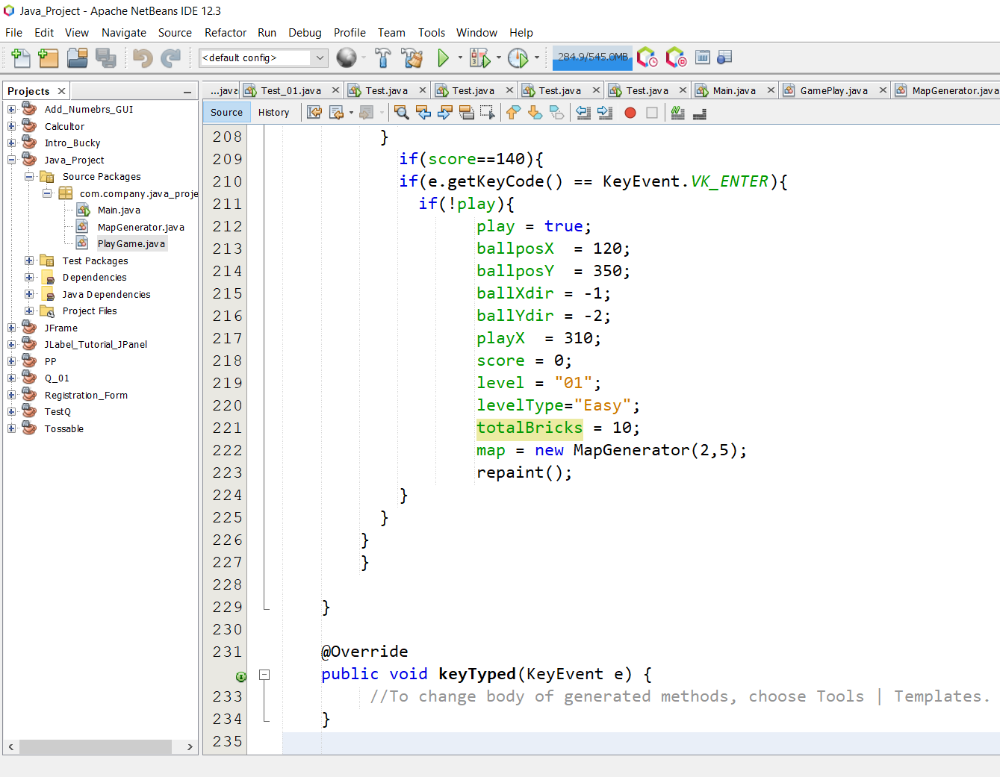 Java_Project - Apache NetBeans IDE 12.3
File Edit View Navigate Source Refactor Run Debug Profile Team Tools Window Help
<default config>
284.9/545.0MB
Projects
...java Test_01.java Test.java Test.java Test.java Test.java Main.java GamePlay.java MapGenerator.java
Source History
Add_Numebrs_GUI
Calcultor
Intro_Bucky
Java_Project
Source Packages
com.company.java_proje
Main.java
MapGenerator.java
PlayGame.java
Test Packages
Dependencies
Java Dependencies
Project Files
JFrame
JLabel_Tutorial_JPanel
PP
Q_01
Registration_Form
TestQ
Tossable
208 }
209 if(score==140){
210 if(e.getKeyCode() == KeyEvent.VK_ENTER){
211 if(!play){
212 play = true;
213 ballposX = 120;
214 ballposY = 350;
215 ballXdir = -1;
216 ballYdir = -2;
217 playX = 310;
218 score = 0;
219 level = "01";
220 levelType="Easy";
221 totalBricks = 10;
222 map = new MapGenerator(2,5);
223 repaint();
224 }
225 }
226 }
227 }
228
229 }
230
231 @Override
public void keyTyped(KeyEvent e) {
233 //To change body of generated methods, choose Tools | Templates.
234 }
235